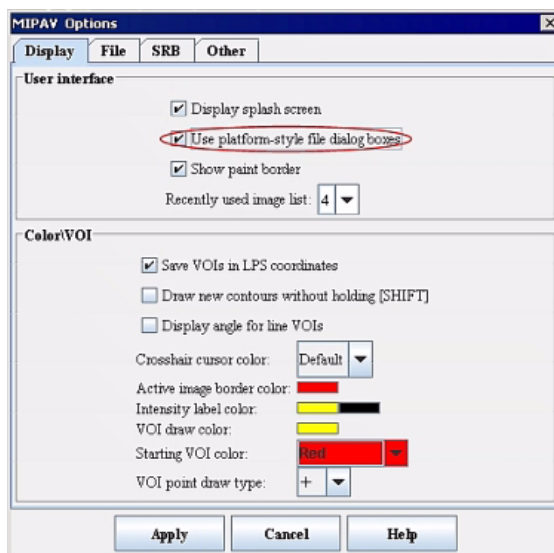 MIPAV Options
Display File SRB Other
User interface
Display splash screen
Use platform-style file dialog boxes
Show paint border
Recently used image list: 4
Color\VOI
Save VOIs in LPS coordinates
Draw new contours without holding [SHIFT]
Display angle for line VOIs
Crosshair cursor color: Default
Active image border color:
Intensity label color:
VOI draw color:
Starting VOI color: Red
VOI point draw type: +
Apply Cancel Help